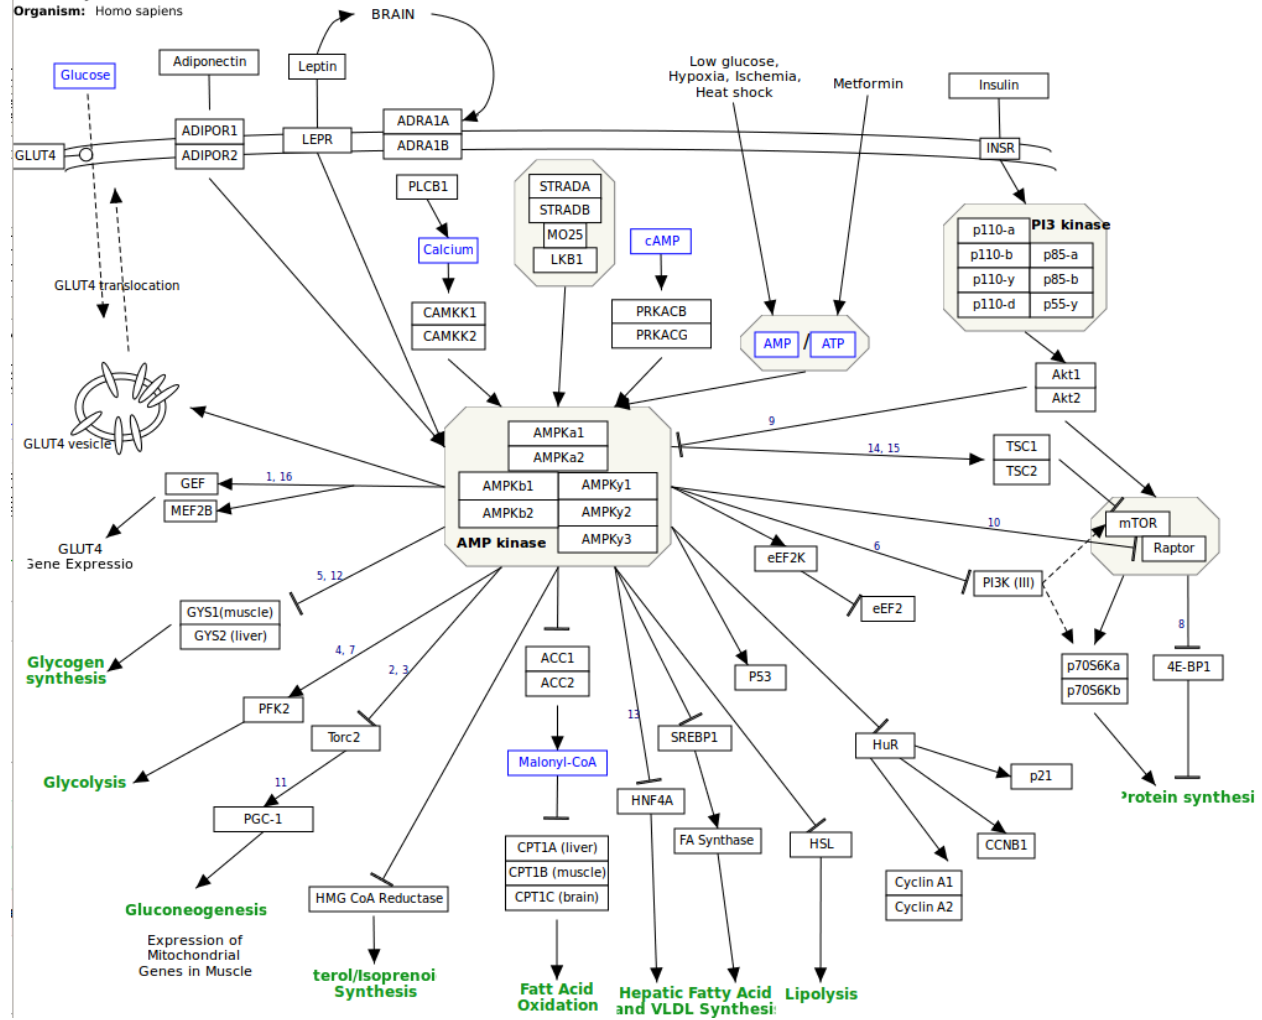 Organism: Homo sapiens
BRAIN
Glucose
Adiponectin
Leptin
Low glucose,
Hypoxia, Ischemia,
Heat shock
Metformin
Insulin
ADIPOR1
ADIPOR2
LEPR
ADRA1A
ADRA1B
GLUT4
INSR
PLCB1
Calcium
CAMKK1
CAMKK2
STRADA
STRADB
MO25
LKB1
cAMP
PRKACB
PRKACG
AMP / ATP
PI3 kinase
p110-a
p110-b
p110-y
p110-d
p85-a
p85-b
p55-y
Akt1
Akt2
GLUT4 translocation
GLUT4 vesicle
9
14, 15
TSC1
TSC2
AMPKa1
AMPKa2
AMPKb1
AMPKb2
AMPKy1
AMPKy2
AMPKy3
AMP kinase
GEF
MEF2B
1, 16
GLUT4
Gene Expressio
10
mTOR
Raptor
eEF2K
6
PI3K (III)
eEF2
5, 12
GYS1(muscle)
GYS2 (liver)
Glycogen
synthesis
8
4, 7
2, 3
ACC1
ACC2
P53
p70S6Ka
p70S6Kb
4E-BP1
PFK2
Torc2
13
SREBP1
HuR
Glycolysis
11
Malonyl-CoA
p21
Protein synthesi
PGC-1
HNF4A
FA Synthase
HSL
CCNB1
CPT1A (liver)
CPT1B (muscle)
CPT1C (brain)
Cyclin A1
Cyclin A2
HMG CoA Reductase
Gluconeogenesis
Expression of
Mitochondrial
Genes in Muscle
terol/Isoprenoi
Synthesis
Fatt Acid
Oxidation
Hepatic Fatty Acid
and VLDL Synthesis
Lipolysis